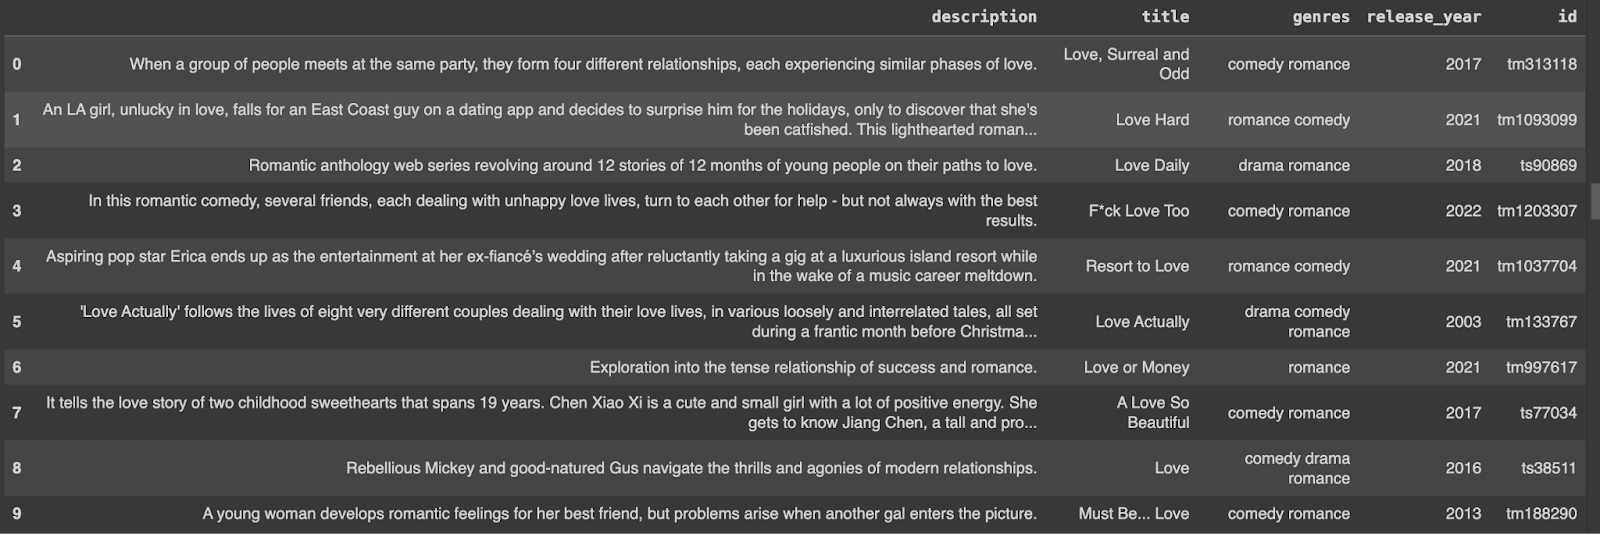 description title genres release_year id
0 When a group of people meets at the same party, they form four different relationships, each experiencing similar phases of love. Love, Surreal and Odd comedy romance 2017 tm313118
1 An LA girl, unlucky in love, falls for an East Coast guy on a dating app and decides to surprise him for the holidays, only to discover that she's been catfished. This lighthearted roman... Love Hard romance comedy 2021 tm1093099
2 Romantic anthology web series revolving around 12 stories of 12 months of young people on their paths to love. Love Daily drama romance 2018 ts90869
3 In this romantic comedy, several friends, each dealing with unhappy love lives, turn to each other for help - but not always with the best results. F*ck Love Too comedy romance 2022 tm1203307
4 Aspiring pop star Erica ends up as the entertainment at her ex-fiancé’s wedding after reluctantly taking a gig at a luxurious island resort while in the wake of a music career meltdown. Resort to Love romance comedy 2021 tm1037704
5 'Love Actually' follows the lives of eight very different couples dealing with their love lives, in various loosely and interrelated tales, all set during a frantic month before Christma... Love Actually drama comedy romance 2003 tm133767
6 Exploration into the tense relationship of success and romance. Love or Money romance 2021 tm997617
7 It tells the love story of two childhood sweethearts that spans 19 years. Chen Xiao Xi is a cute and small girl with a lot of positive energy. She gets to know Jiang Chen, a tall and pro... A Love So Beautiful comedy romance 2017 ts77034
8 Rebellious Mickey and good-natured Gus navigate the thrills and agonies of modern relationships. Love comedy drama romance 2016 ts38511
9 A young woman develops romantic feelings for her best friend, but problems arise when another gal enters the picture. Must Be... Love comedy romance 2013 tm188290